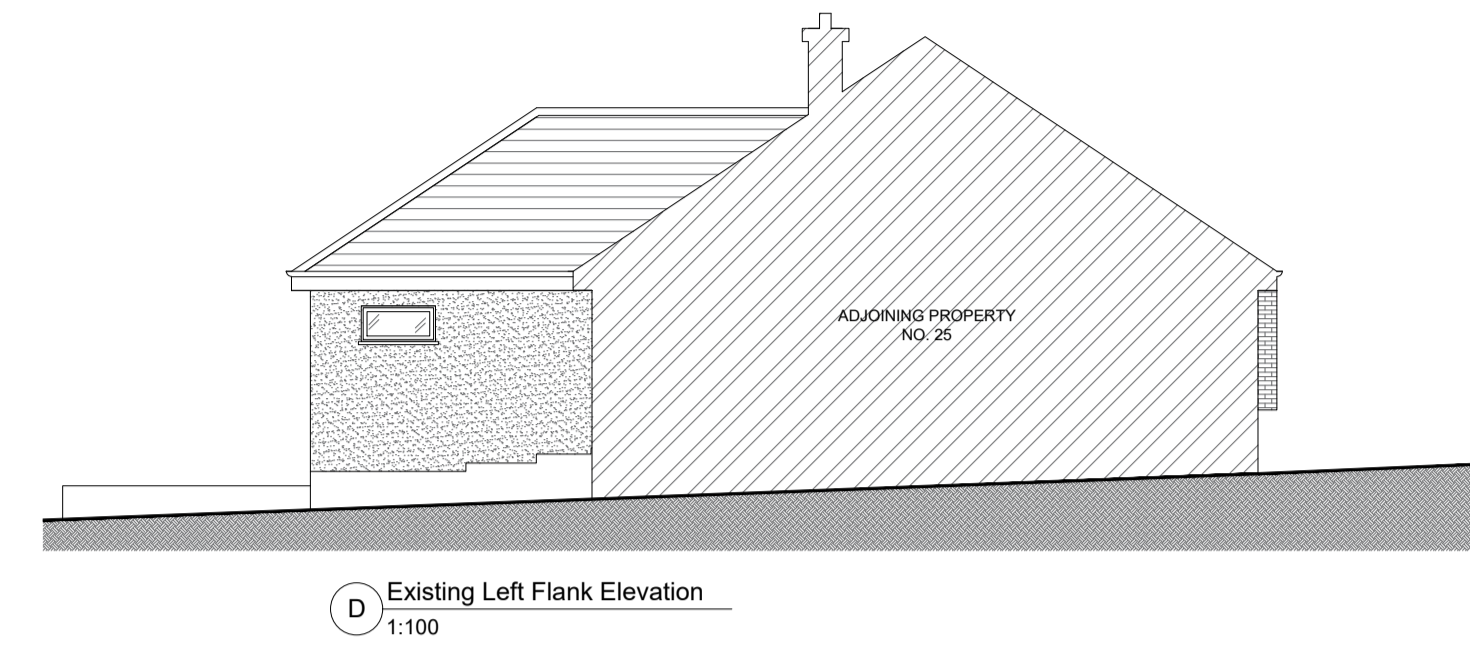 ADJOINING PROPERTY
NO. 25
D
Existing Left Flank Elevation
1:100